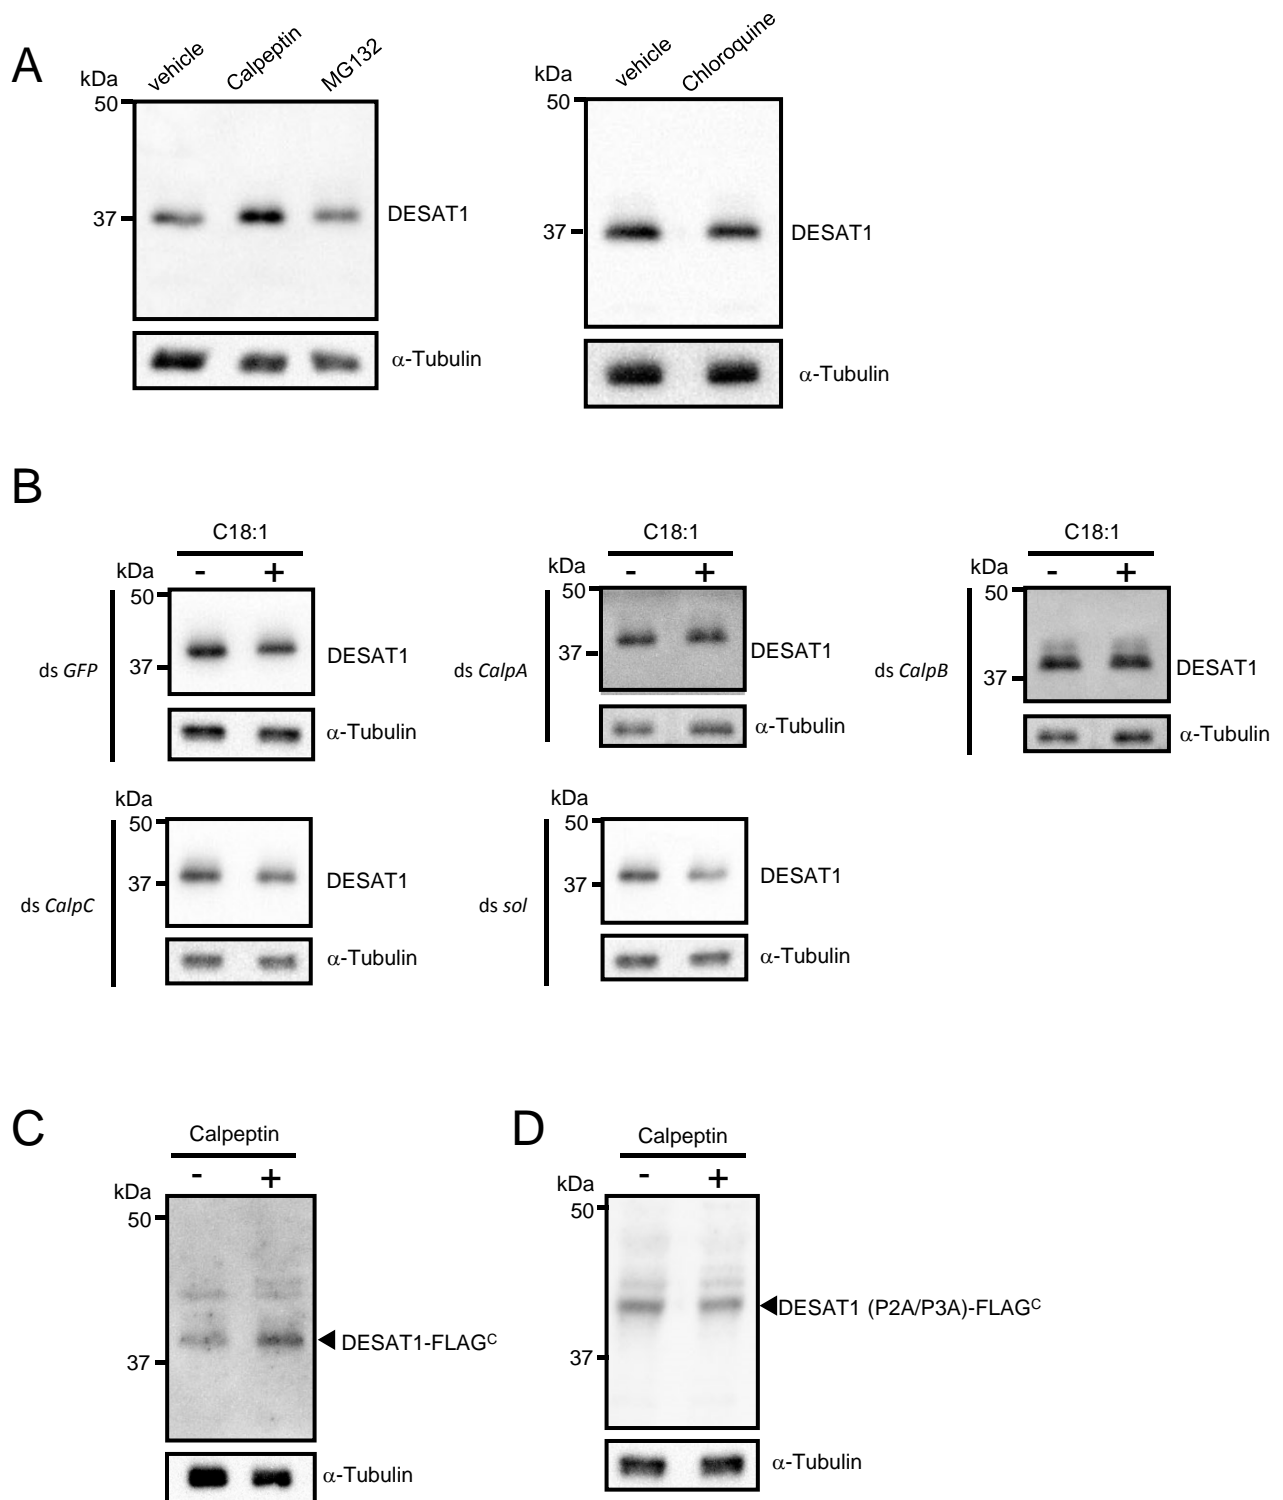 A
kDa
vehicle
Calpeptin
MG132
50
37
DESAT1
α-Tubulin
kDa
vehicle
Chloroquine
50
37
DESAT1
α-Tubulin
B
C18:1
kDa - +
50
37
ds GFP
DESAT1
α-Tubulin
C18:1
kDa - +
50
37
ds CalpA
DESAT1
α-Tubulin
C18:1
kDa - +
50
37
ds CalpB
DESAT1
α-Tubulin
kDa
50
37
ds CalpC
DESAT1
α-Tubulin
kDa
50
37
ds sol
DESAT1
α-Tubulin
C
Calpeptin
- +
kDa
50
37
DESAT1-FLAGᶜ
α-Tubulin
D
Calpeptin
- +
kDa
50
37
DESAT1 (P2A/P3A)-FLAGᶜ
α-Tubulin